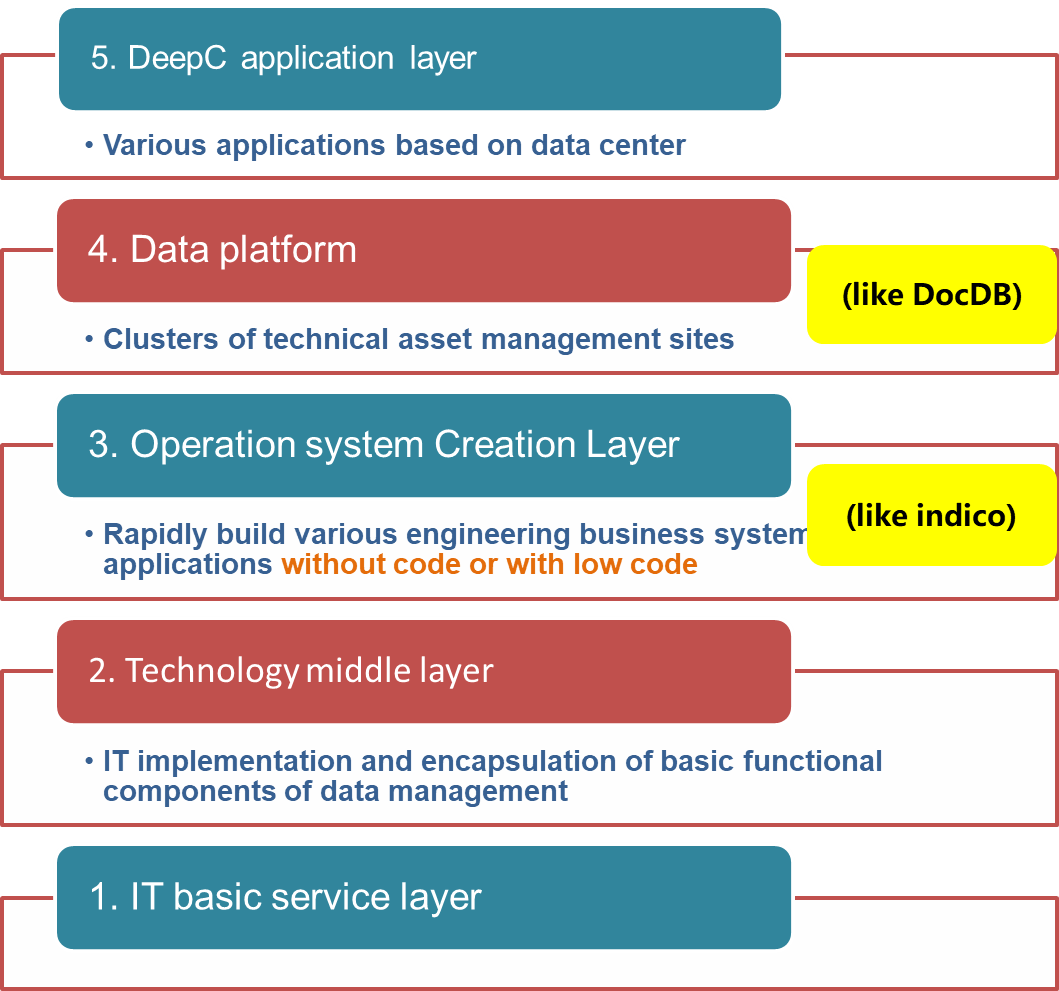 5. DeepC application layer
• Various applications based on data center
4. Data platform
(like DocDB)
• Clusters of technical asset management sites
3. Operation system Creation Layer
(like indico)
• Rapidly build various engineering business system
applications without code or with low code
2. Technology middle layer
• IT implementation and encapsulation of basic functional
components of data management
1. IT basic service layer